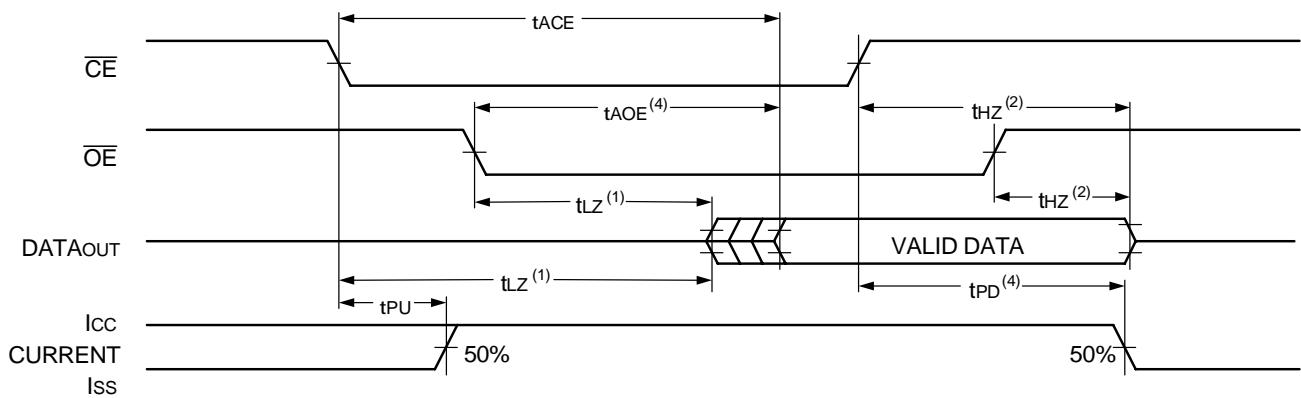 tACE
CE
tAOE (4)
tHZ (2)
OE
tLZ (1)
tHZ (2)
DATAOUT
VALID DATA
tLZ (1)
tPD (4)
tPU
ICC
CURRENT
50%
50%
ISS